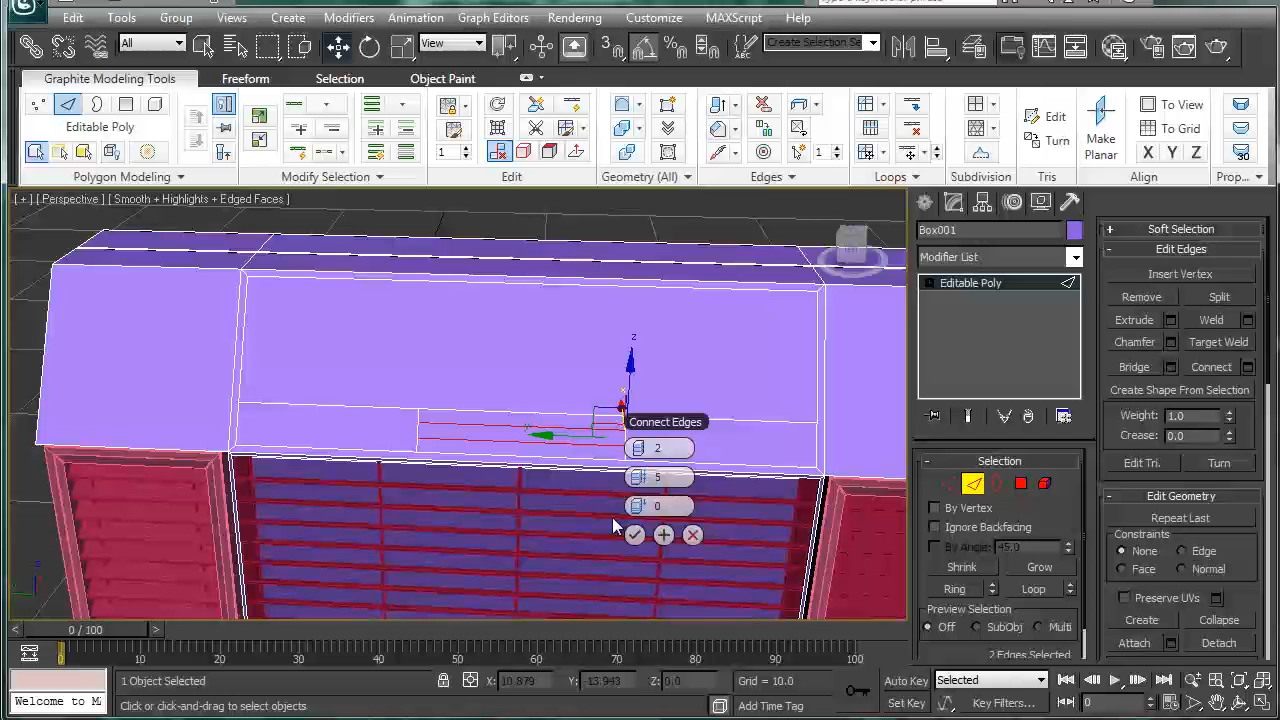 Edit Tools Group Views Create Modifiers Animation Graph Editors Rendering Customize MAXScript Help
All View Create Selection Se
Graphite Modeling Tools Freeform Selection Object Paint
Editable Poly
1 1
Edit
Turn
Make Planar
To View
To Grid
X Y Z
Polygon Modeling Modify Selection Edit Geometry (All) Edges Loops Subdivision Tris Align Prop...
[ + ] [ Perspective ] [ Smooth + Highlights + Edged Faces ]
z
Connect Edges
2
5
0
Box001
Modifier List
Editable Poly
Selection
By Vertex
Ignore Backfacing
By Angle: 45.0
Shrink Grow
Ring Loop
Preview Selection
Off SubObj Multi
2 Edges Selected
Soft Selection
Edit Edges
Insert Vertex
Remove Split
Extrude Weld
Chamfer Target Weld
Bridge Connect
Create Shape From Selection
Weight: 1.0
Crease: 0.0
Edit Tri. Turn
Edit Geometry
Repeat Last
Constraints
None Edge
Face Normal
Preserve UVs
Create Collapse
Attach Detach
0 / 100
0 10 20 30 40 50 60 70 80 90 100
1 Object Selected X: 10.879 Y: -13.943 Z: 0.0 Grid = 10.0 Auto Key Selected
Welcome to M Click or click-and-drag to select objects Add Time Tag Set Key Key Filters... 0